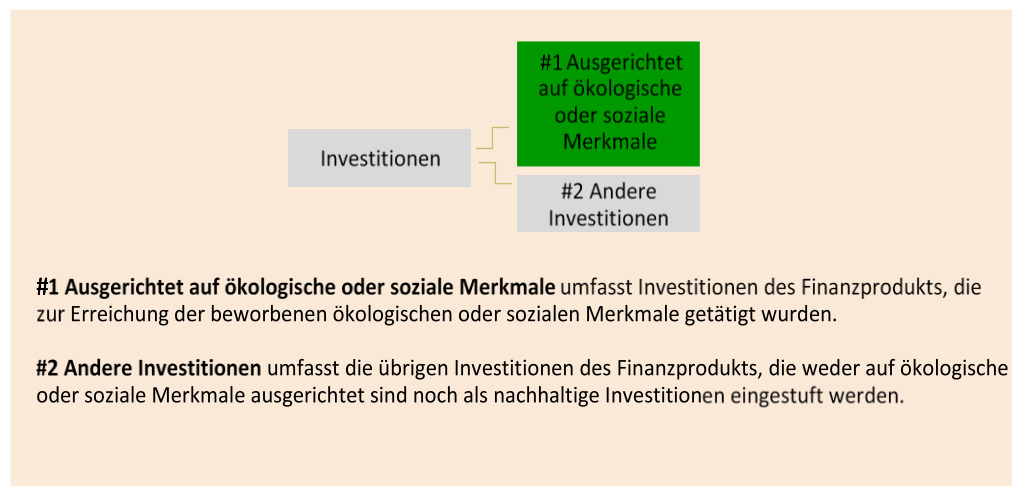 #1 Ausgerichtet
auf ökologische
oder soziale
Merkmale
Investitionen
#2 Andere
Investitionen
#1 Ausgerichtet auf ökologische oder soziale Merkmale umfasst Investitionen des Finanzprodukts, die
zur Erreichung der beworbenen ökologischen oder sozialen Merkmale getätigt wurden.
#2 Andere Investitionen umfasst die übrigen Investitionen des Finanzprodukts, die weder auf ökologische
oder soziale Merkmale ausgerichtet sind noch als nachhaltige Investitionen eingestuft werden.